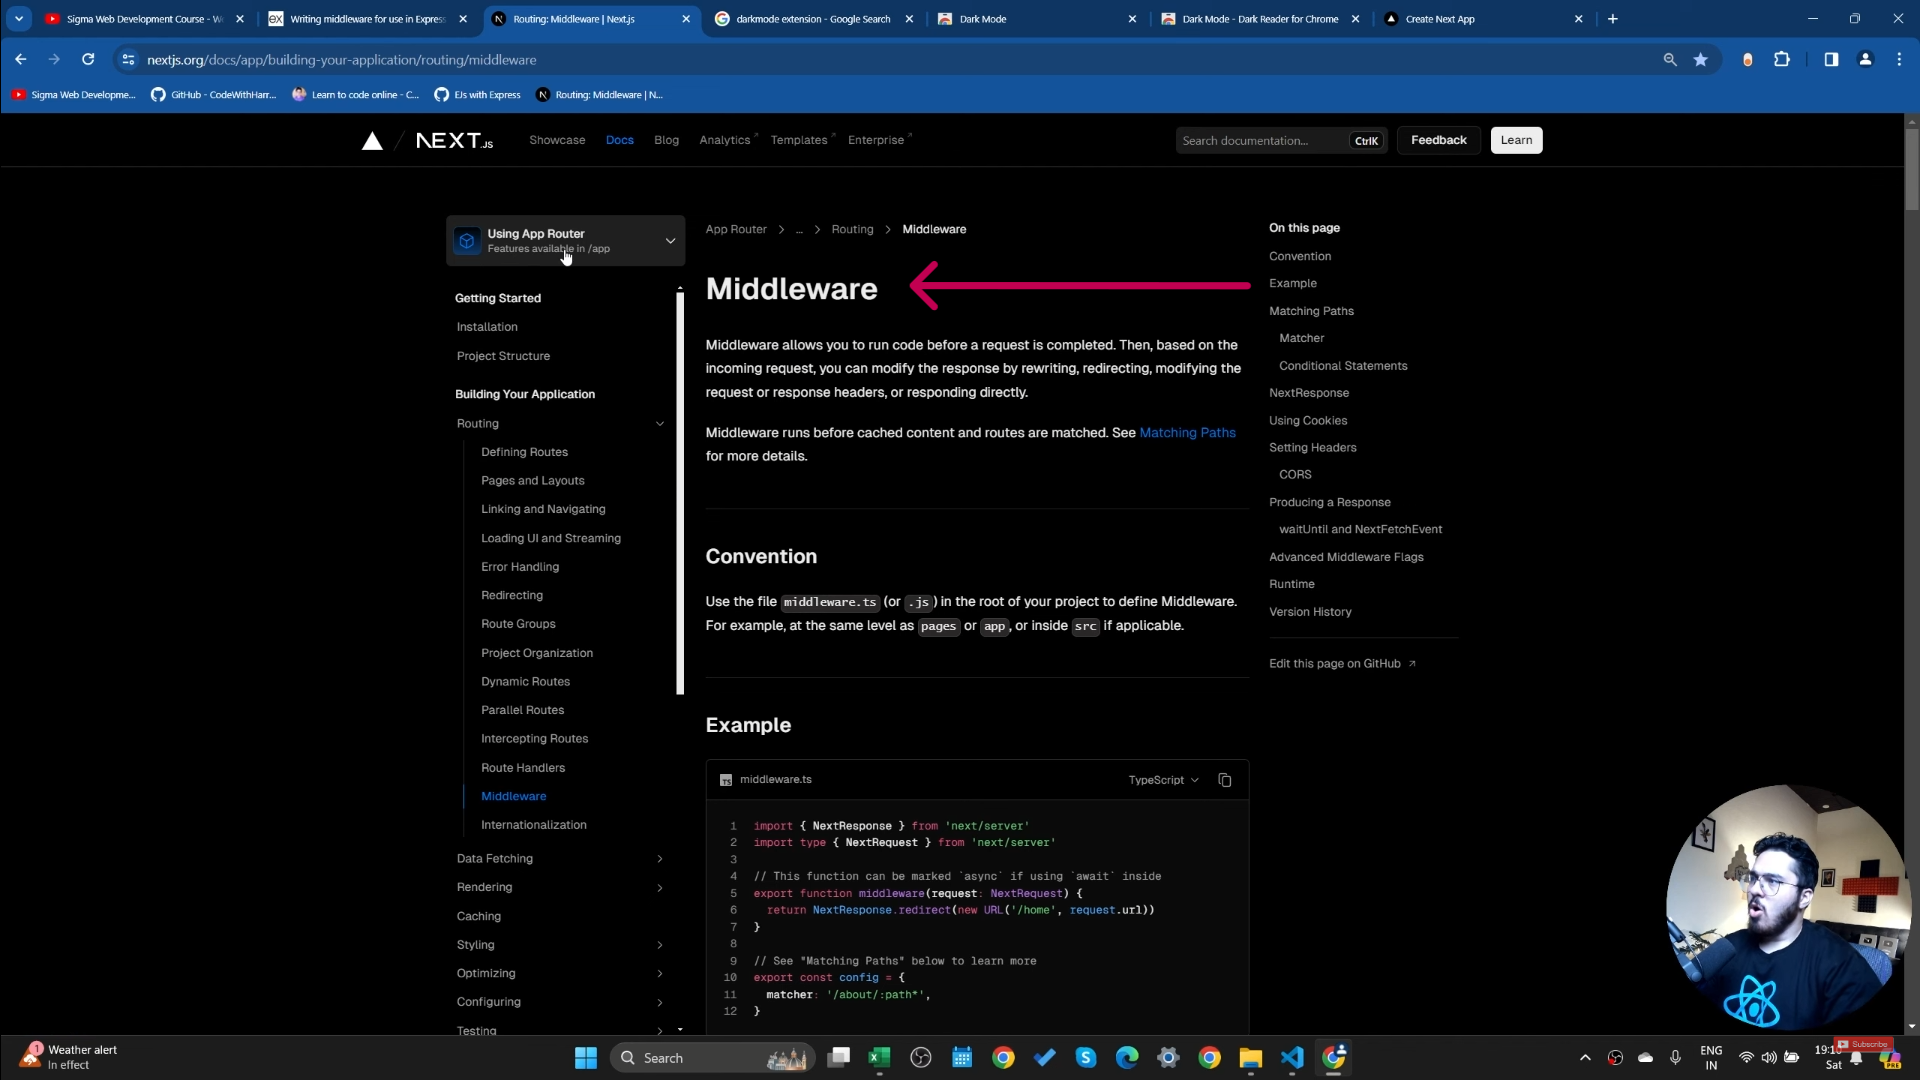 Sigma Web Development Course - W
Writing middleware for use in Expres
Routing: Middleware | Next.js
darkmode extension - Google Search
Dark Mode
Dark Mode - Dark Reader for Chrome
Create Next App
nextjs.org/docs/app/building-your-application/routing/middleware
Sigma Web Developme...
GitHub - CodeWithHarr...
Learn to code online - C...
EJs with Express
Routing: Middleware | N...
NEXT.JS
Showcase
Docs
Blog
Analytics
Templates
Enterprise
Search documentation...
CtrlK
Feedback
Learn
Using App Router
Features available in /app
Getting Started
Installation
Project Structure
Building Your Application
Routing
Defining Routes
Pages and Layouts
Linking and Navigating
Loading UI and Streaming
Error Handling
Redirecting
Route Groups
Project Organization
Dynamic Routes
Parallel Routes
Intercepting Routes
Route Handlers
Middleware
Internationalization
Data Fetching
Rendering
Caching
Styling
Optimizing
Configuring
Testing
App Router > ... > Routing > Middleware
Middleware
Middleware allows you to run code before a request is completed. Then, based on the
incoming request, you can modify the response by rewriting, redirecting, modifying the
request or response headers, or responding directly.
Middleware runs before cached content and routes are matched. See Matching Paths
for more details.
Convention
Use the file middleware.ts (or .js) in the root of your project to define Middleware.
For example, at the same level as pages or app, or inside src if applicable.
Example
TS middleware.ts
TypeScript
1 import { NextResponse } from 'next/server'
2 import type { NextRequest } from 'next/server'
3
4 // This function can be marked `async` if using `await` inside
5 export function middleware(request: NextRequest) {
6 return NextResponse.redirect(new URL('/home', request.url))
7 }
8
9 // See "Matching Paths" below to learn more
10 export const config = {
11 matcher: '/about/:path*',
12 }
On this page
Convention
Example
Matching Paths
Matcher
Conditional Statements
NextResponse
Using Cookies
Setting Headers
CORS
Producing a Response
waitUntil and NextFetchEvent
Advanced Middleware Flags
Runtime
Version History
Edit this page on GitHub
1
Weather alert
In effect
Search
ENG
IN
Sat
Subscribe
PRE